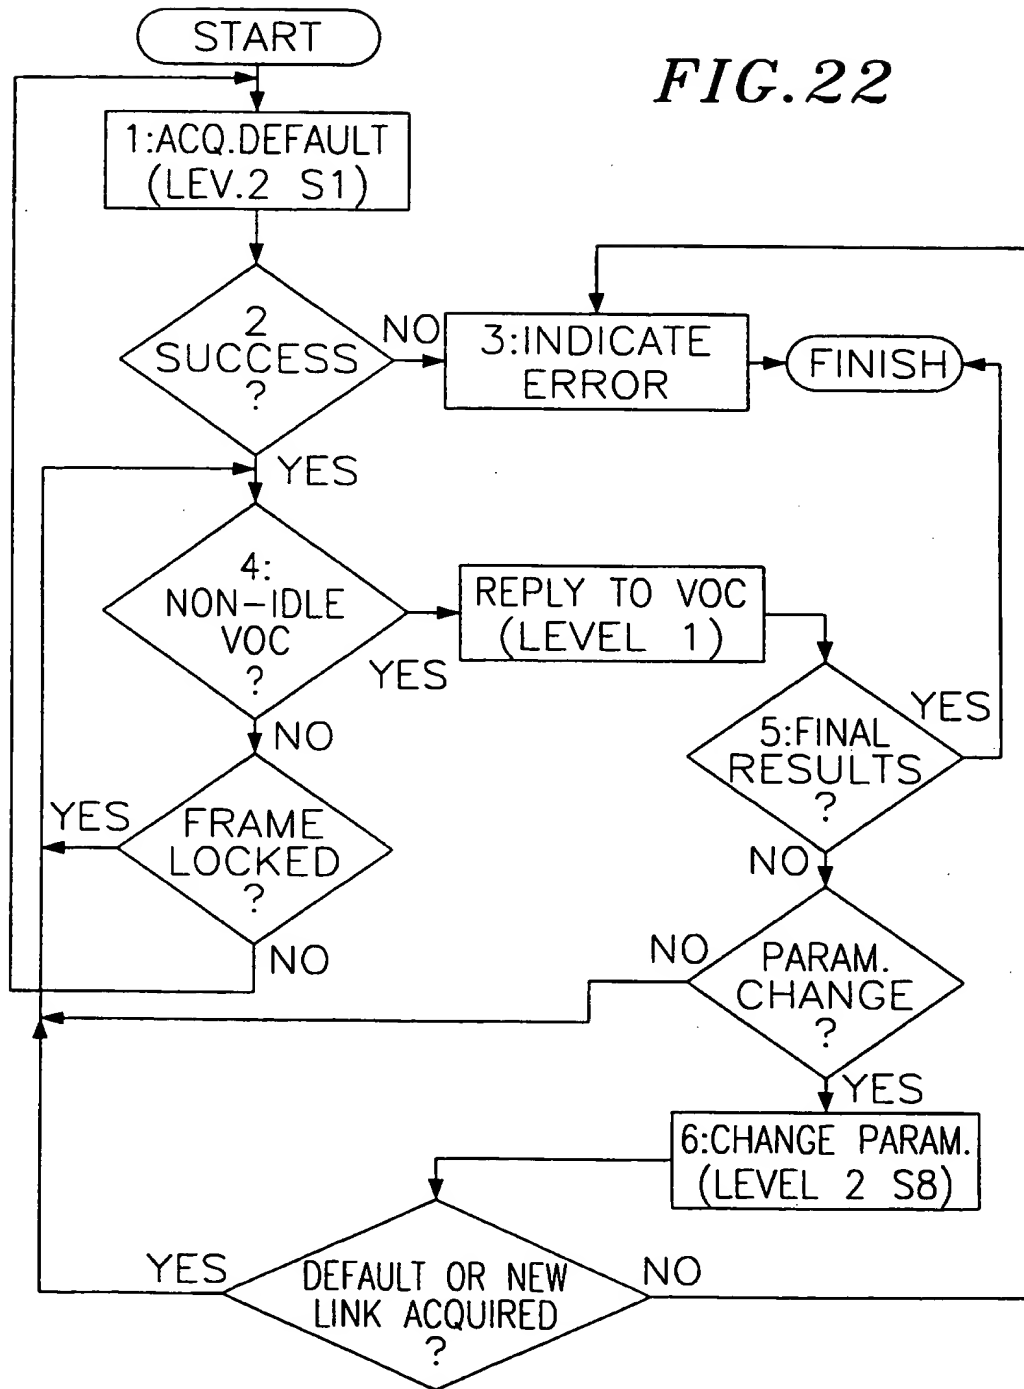 START
FIG.22
1:ACQ.DEFAULT
(LEV.2 S1)
2
SUCCESS
?
NO
3:INDICATE
ERROR
FINISH
YES
4:
NON-IDLE
VOC
?
YES
REPLY TO VOC
(LEVEL 1)
NO
5:FINAL
RESULTS
?
YES
YES
FRAME
LOCKED
?
NO
NO
NO
PARAM.
CHANGE
?
YES
6:CHANGE PARAM.
(LEVEL 2 S8)
YES
DEFAULT OR NEW
LINK ACQUIRED
?
NO